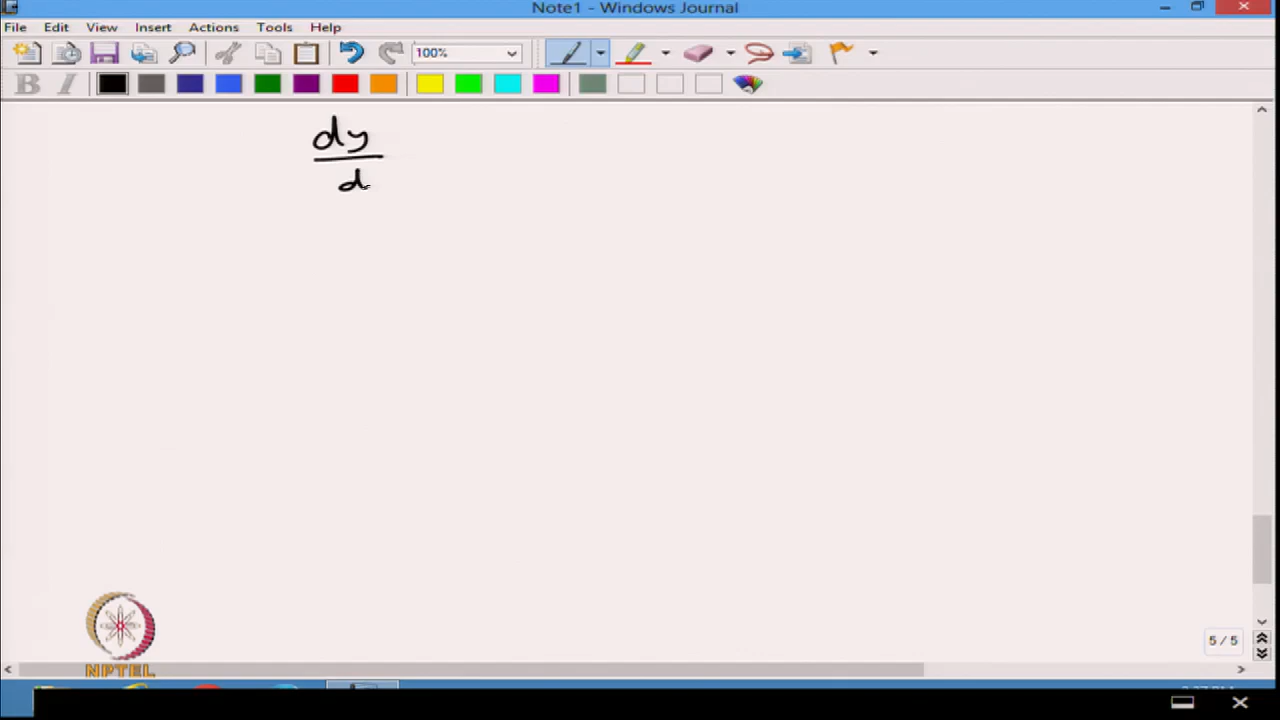 Note1 - Windows Journal
File Edit View Insert Actions Tools Help
100%
B I
dy
d
5 / 5
NPTEL